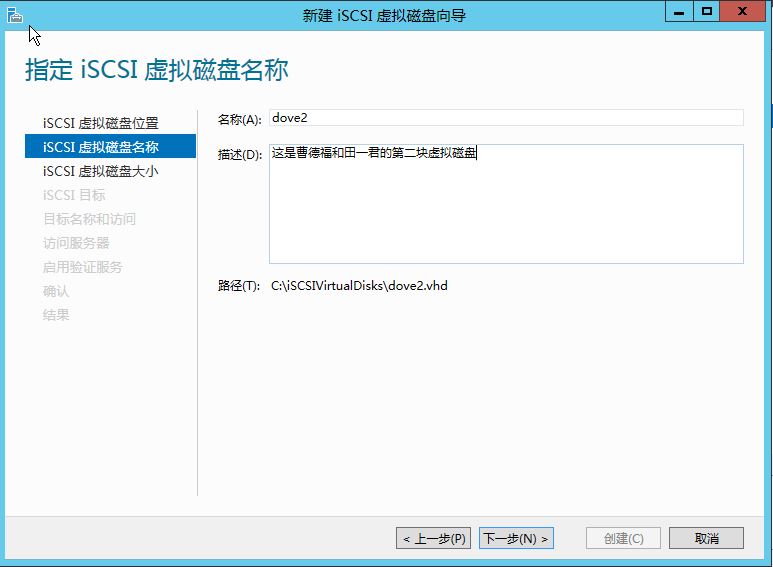 新建 iSCSI 虚拟磁盘向导
指定 iSCSI 虚拟磁盘名称
iSCSI 虚拟磁盘位置
iSCSI 虚拟磁盘名称
iSCSI 虚拟磁盘大小
iSCSI 目标
目标名称和访问
访问服务器
启用验证服务
确认
结果
名称(A): dove2
描述(D): 这是曹德福和田一君的第二块虚拟磁盘
路径(T): C:\iSCSIVirtualDisks\dove2.vhd
< 上一步(P) 下一步(N) > 创建(C) 取消